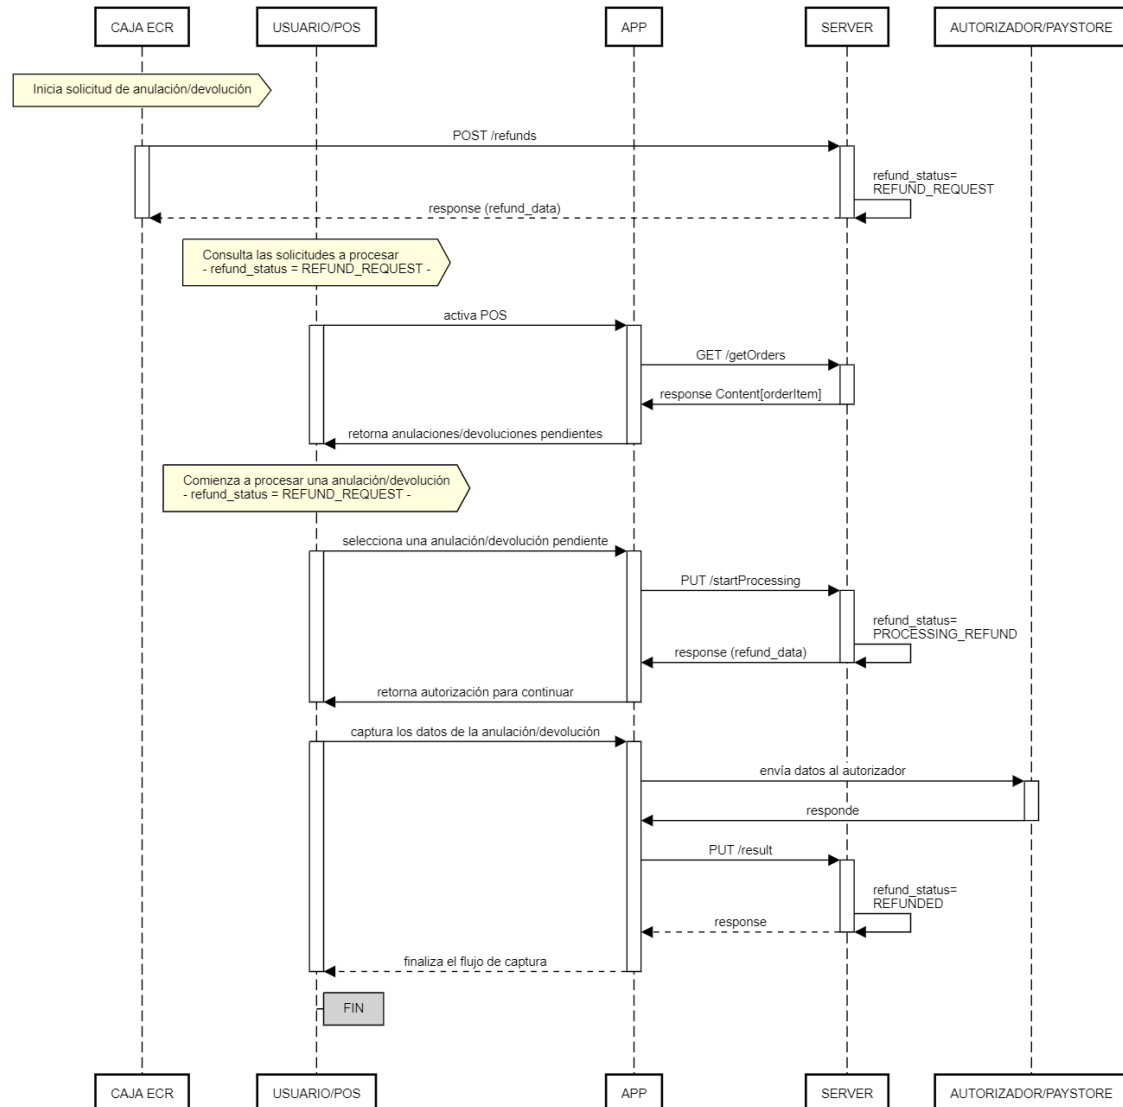 CAJA ECR
USUARIO/POS
APP
SERVER
AUTORIZADOR/PAYSTORE
Inicia solicitud de anulación/devolución
POST /refunds
refund_status=
REFUND_REQUEST
response (refund_data)
Consulta las solicitudes a procesar
- refund_status = REFUND_REQUEST -
activa POS
GET /getOrders
response Content[orderItem]
retorna anulaciones/devoluciones pendientes
Comienza a procesar una anulación/devolución
- refund_status = REFUND_REQUEST -
selecciona una anulación/devolución pendiente
PUT /startProcessing
refund_status=
PROCESSING_REFUND
response (refund_data)
retorna autorización para continuar
captura los datos de la anulación/devolución
envía datos al autorizador
responde
PUT /result
refund_status=
REFUNDED
response
finaliza el flujo de captura
FIN
CAJA ECR
USUARIO/POS
APP
SERVER
AUTORIZADOR/PAYSTORE